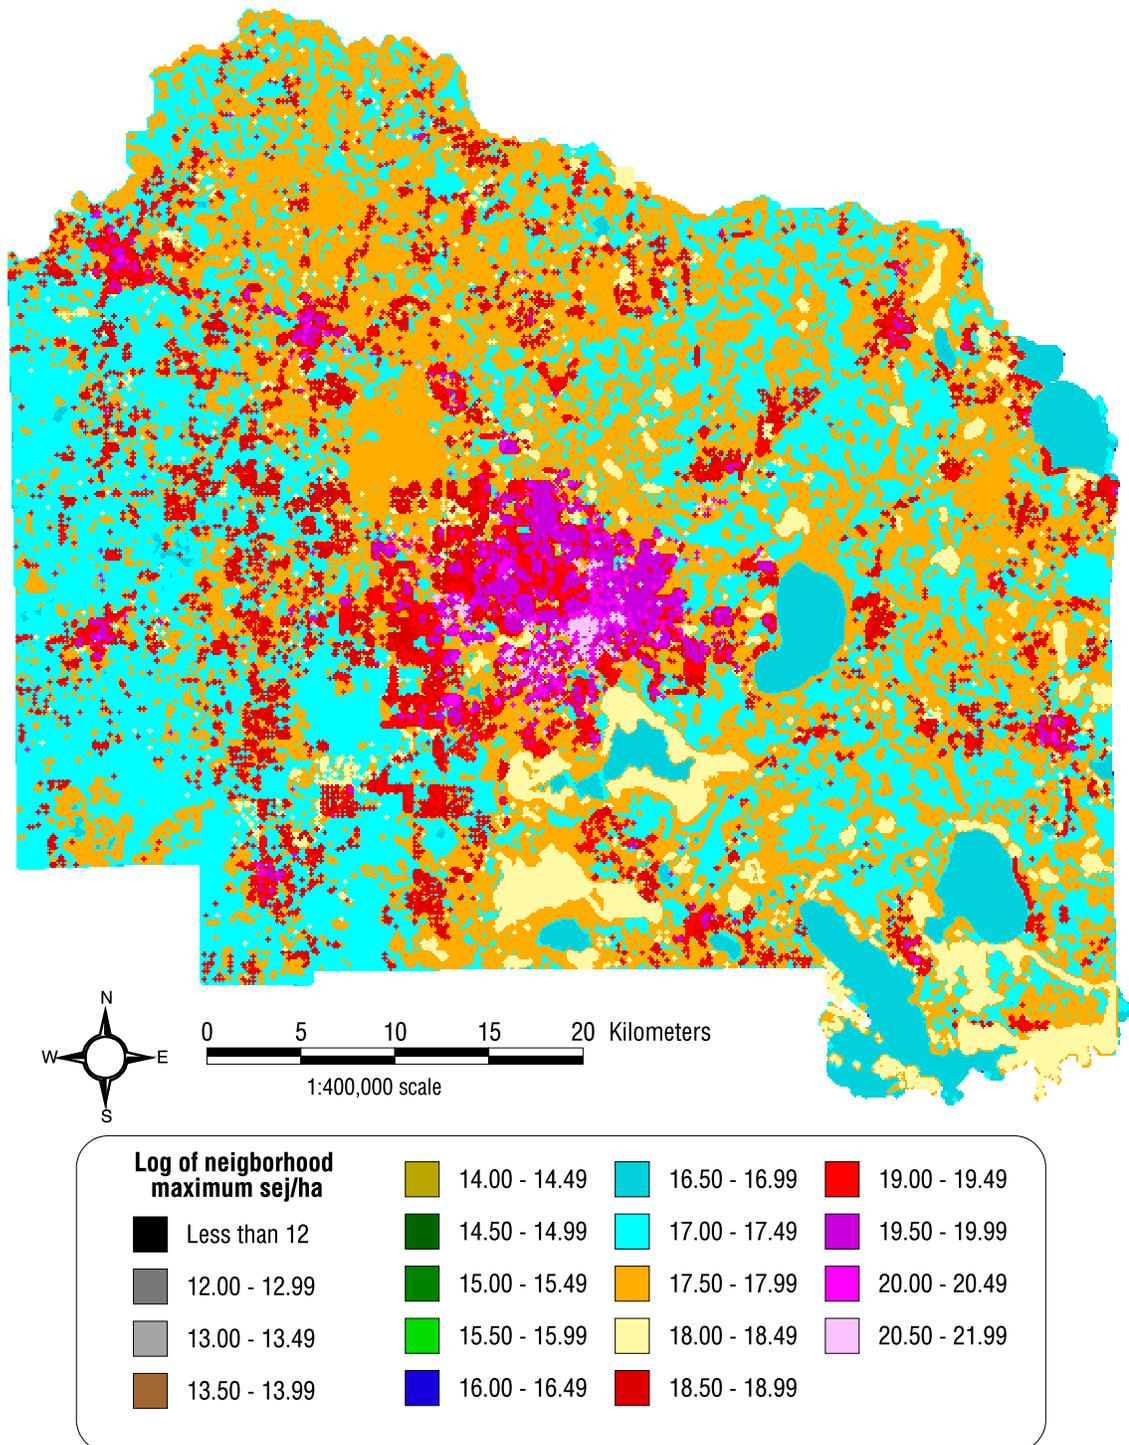 N
W
E
S
0 5 10 15 20 Kilometers
1:400,000 scale
Log of neigborhood
maximum sej/ha
Less than 12
12.00 - 12.99
13.00 - 13.49
13.50 - 13.99
14.00 - 14.49
14.50 - 14.99
15.00 - 15.49
15.50 - 15.99
16.00 - 16.49
16.50 - 16.99
17.00 - 17.49
17.50 - 17.99
18.00 - 18.49
18.50 - 18.99
19.00 - 19.49
19.50 - 19.99
20.00 - 20.49
20.50 - 21.99